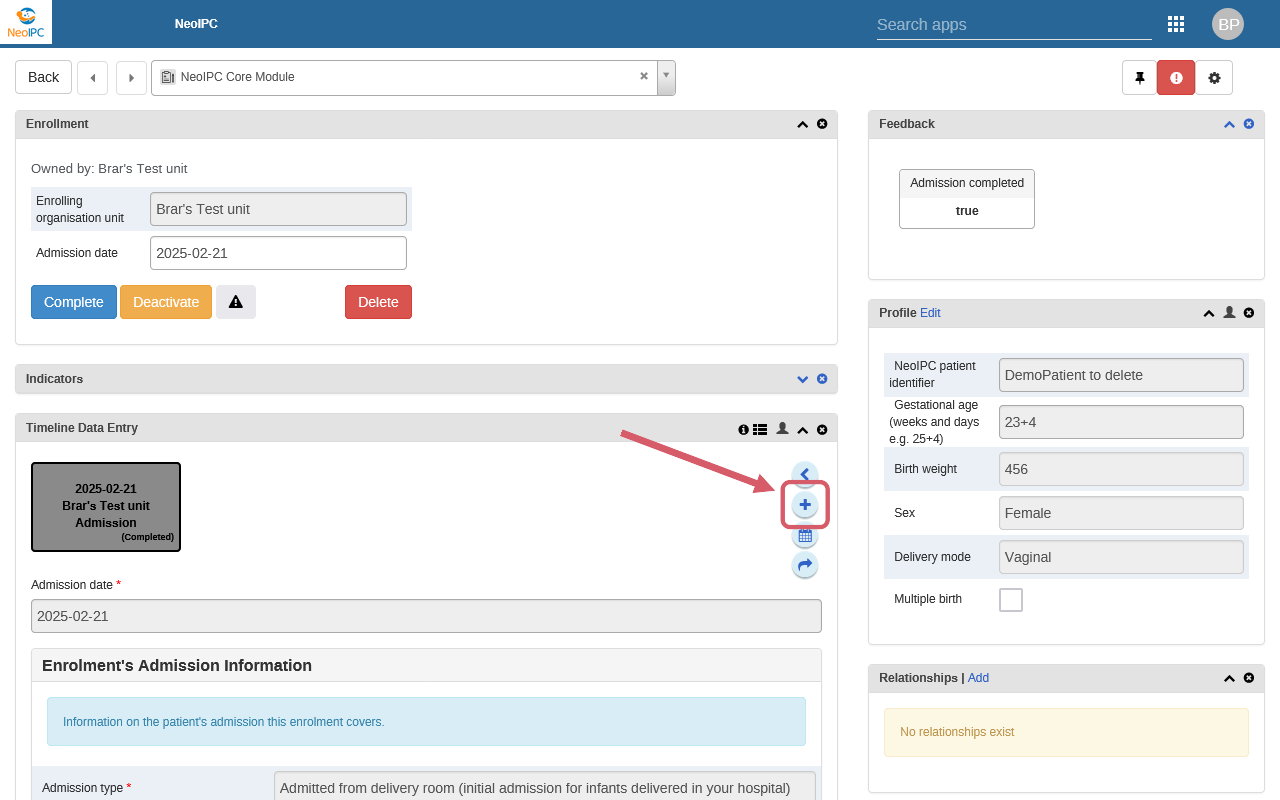 NeoIPC
NeoIPC
Search apps
BP
Back
NeoIPC Core Module
Enrollment
Owned by: Brar's Test unit
Enrolling
organisation unit
Brar's Test unit
Admission date
2025-02-21
Complete
Deactivate
Delete
Indicators
Timeline Data Entry
2025-02-21
Brar's Test unit
Admission
(Completed)
Admission date *
2025-02-21
Enrolment's Admission Information
Information on the patient's admission this enrolment covers.
Admission type *
Admitted from delivery room (initial admission for infants delivered in your hospital)
Feedback
Admission completed
true
Profile Edit
NeoIPC patient
identifier
DemoPatient to delete
Gestational age
(weeks and days
e.g. 25+4)
23+4
Birth weight
456
Sex
Female
Delivery mode
Vaginal
Multiple birth
Relationships | Add
No relationships exist